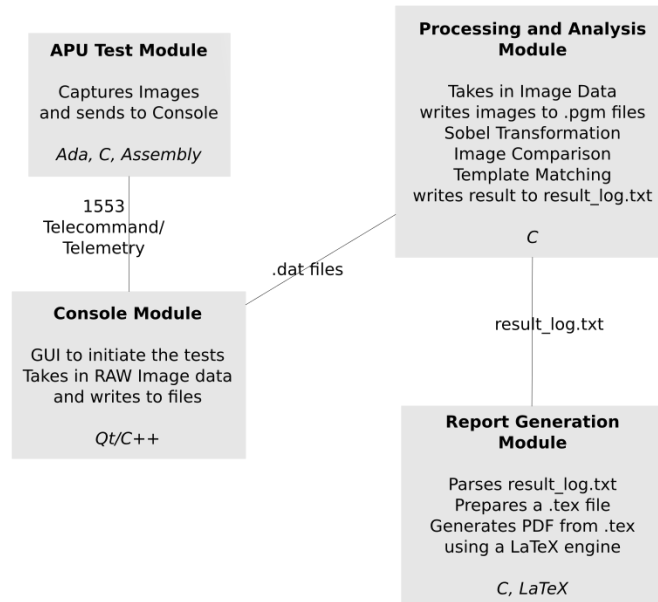 APU Test Module
Captures Images
and sends to Console
Ada, C, Assembly
1553
Telecommand/
Telemetry
Console Module
GUI to initiate the tests
Takes in RAW Image data
and writes to files
Qt/C++
.dat files
Processing and Analysis
Module
Takes in Image Data
writes images to .pgm files
Sobel Transformation
Image Comparison
Template Matching
writes result to result_log.txt
C
result_log.txt
Report Generation
Module
Parses result_log.txt
Prepares a .tex file
Generates PDF from .tex
using a LaTeX engine
C, LaTeX